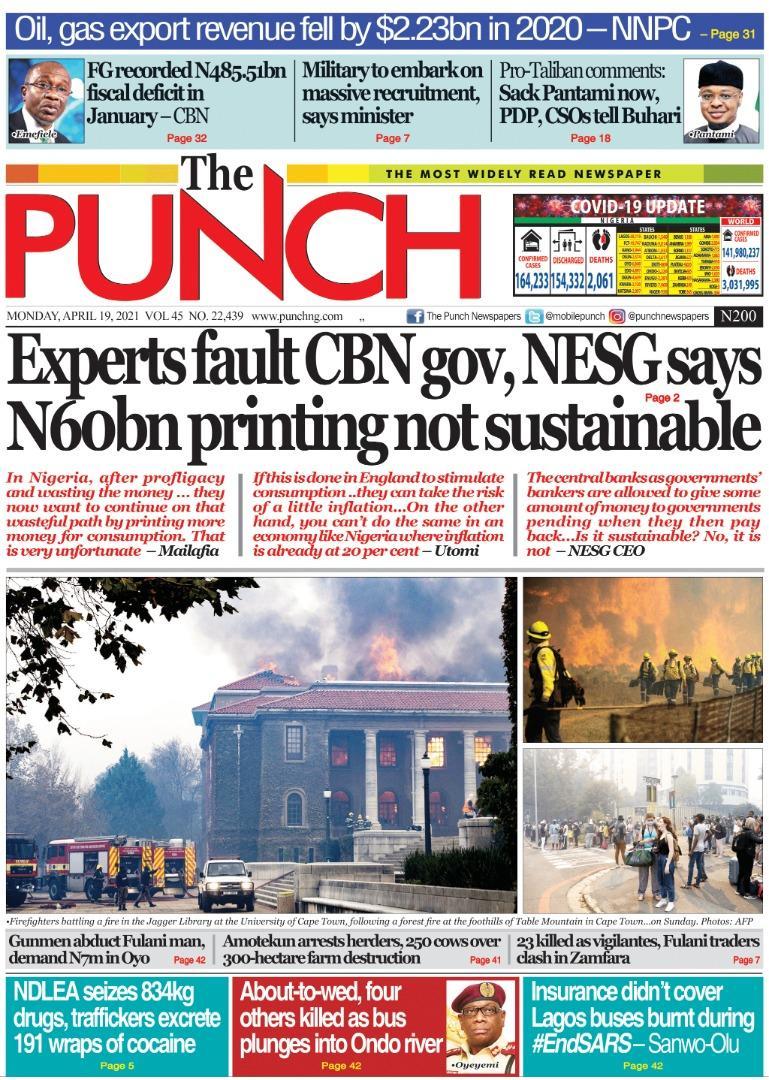 Oil, gas export revenue fell by $2.23bn in 2020 – NNPC – Page 31
•Emefiele
FG recorded N485.51bn
fiscal deficit in
January – CBN
Page 32
Military to embark on
massive recruitment,
says minister
Page 7
Pro-Taliban comments:
Sack Pantami now,
PDP, CSOs tell Buhari
Page 18
•Pantami
The
PUNCH
THE MOST WIDELY READ NEWSPAPER
COVID-19 UPDATE
NIGERIA
CONFIRMED
CASES
164,233
DISCHARGED
154,332
DEATHS
2,061
STATES
STATES
WORLD
CONFIRMED
CASES
141,980,237
DEATHS
3,031,995
MONDAY, APRIL 19, 2021 VOL 45 NO. 22,439 www.punchng.com ,,
The Punch Newspapers @mobilepunch @punchnewspapers N200
Experts fault CBN gov, NESG says
N60bn printing not sustainable
Page 2
In Nigeria, after profligacy
and wasting the money ... they
now want to continue on that
wasteful path by printing more
money for consumption. That
is very unfortunate – Mailafia
If this is done in England to stimulate
consumption ..they can take the risk
of a little inflation...On the other
hand, you can't do the same in an
economy like Nigeria where inflation
is already at 20 per cent – Utomi
The central banks as governments'
bankers are allowed to give some
amount of money to governments
pending when they then pay
back...Is it sustainable? No, it is
not – NESG CEO
•Firefighters battling a fire in the Jagger Library at the University of Cape Town, following a forest fire at the foothills of Table Mountain in Cape Town...on Sunday. Photos: AFP
Gunmen abduct Fulani man,
demand N7m in Oyo Page 42
Amotekun arrests herders, 250 cows over
300-hectare farm destruction Page 41
23 killed as vigilantes, Fulani traders
clash in Zamfara Page 7
NDLEA seizes 834kg
drugs, traffickers excrete
191 wraps of cocaine
Page 5
About-to-wed, four
others killed as bus
plunges into Ondo river
Page 42
•Oyeyemi
Insurance didn't cover
Lagos buses burnt during
#EndSARS – Sanwo-Olu
Page 42